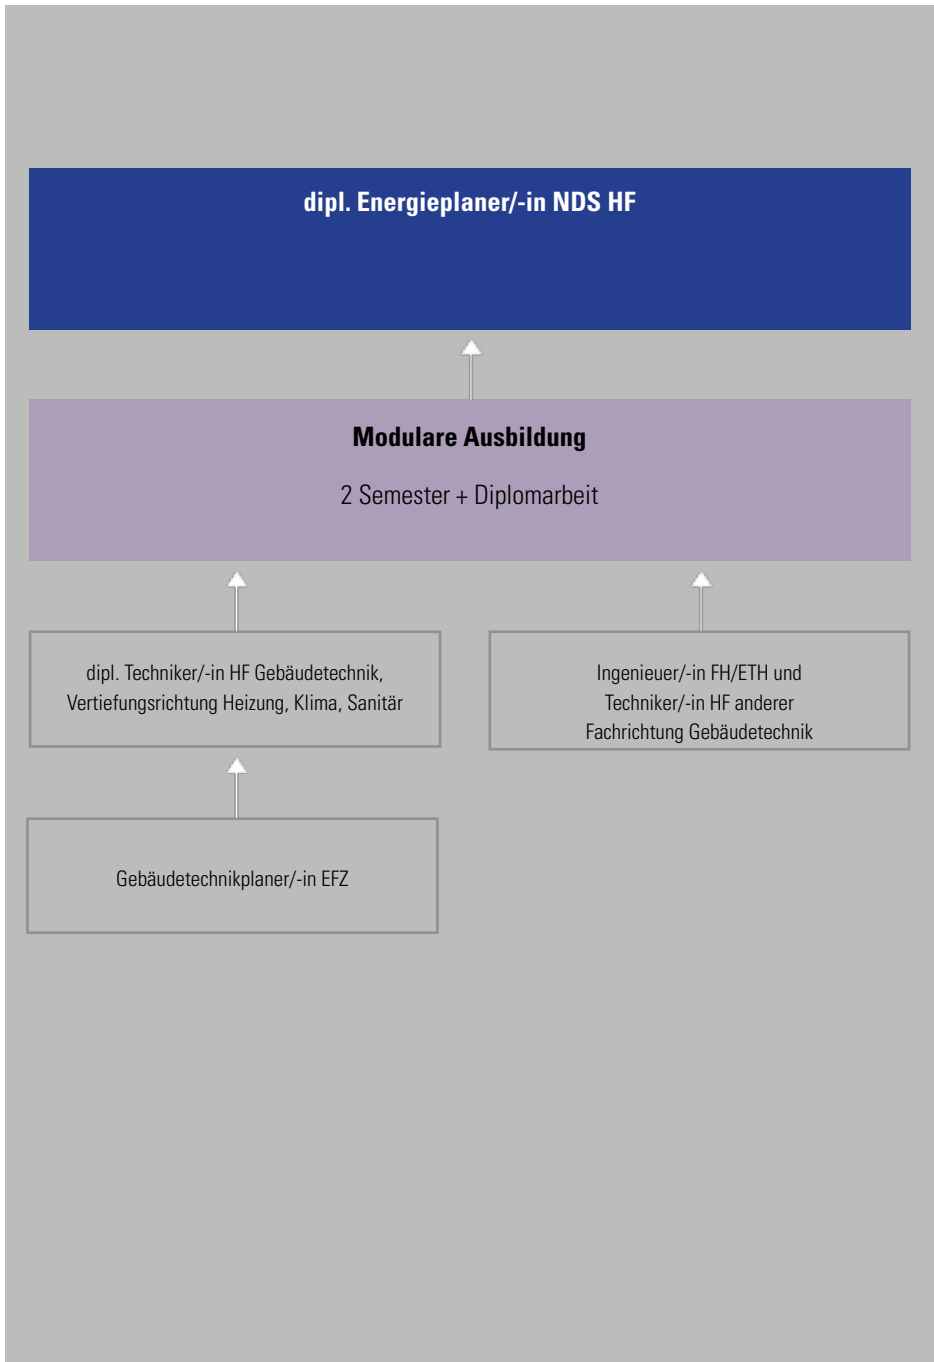 dipl. Energieplaner/-in NDS HF
Modulare Ausbildung
2 Semester + Diplomarbeit
dipl. Techniker/-in HF Gebäudetechnik,
Vertiefungsrichtung Heizung, Klima, Sanitär
Ingenieuer/-in FH/ETH und
Techniker/-in HF anderer
Fachrichtung Gebäudetechnik
Gebäudetechnikplaner/-in EFZ